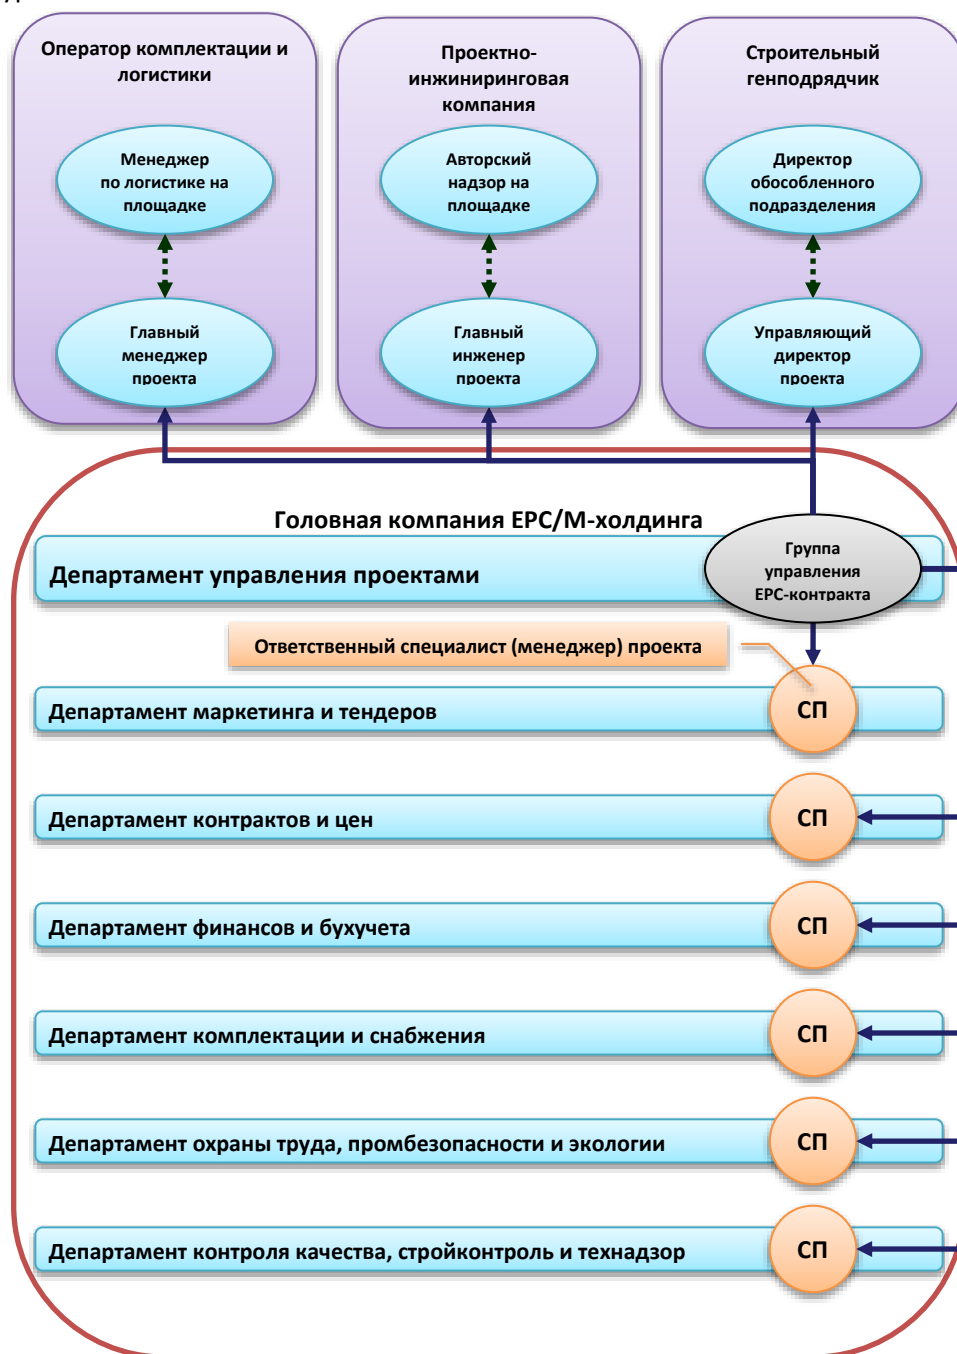 Оператор комплектации и
логистики
Проектно-
инжиниринговая
компания
Строительный
генподрядчик
Менеджер
по логистике на
площадке
Авторский
надзор на
площадке
Директор
обособленного
подразделения
Главный
менеджер
проекта
Главный
инженер
проекта
Управляющий
директор
проекта
Головная компания EPC/M-холдинга
Департамент управления проектами
Группа
управления
EPC-контракта
Ответственный специалист (менеджер) проекта
Департамент маркетинга и тендеров
СП
Департамент контрактов и цен
СП
Департамент финансов и бухучета
СП
Департамент комплектации и снабжения
СП
Департамент охраны труда, промбезопасности и экологии
СП
Департамент контроля качества, стройконтроль и технадзор
СП